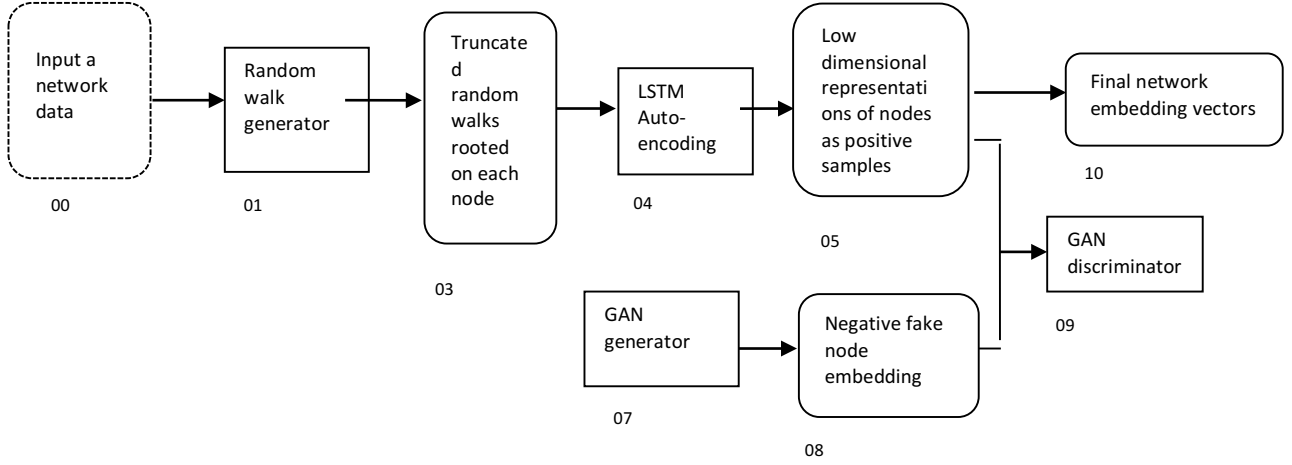 Input a
network
data
00
Random
walk
generator
01
Truncate
d
random
walks
rooted
on each
node
03
LSTM
Auto-
encoding
04
Low
dimensional
representati
ons of nodes
as positive
samples
05
Final network
embedding vectors
10
GAN
discriminator
09
GAN
generator
07
Negative fake
node
embedding
08